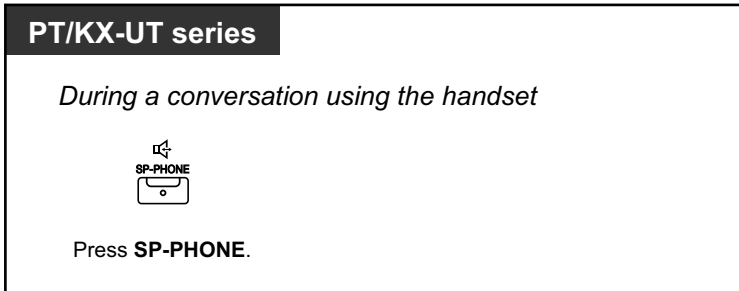 PT/KX-UT series
During a conversation using the handset
SP-PHONE
Press SP-PHONE.